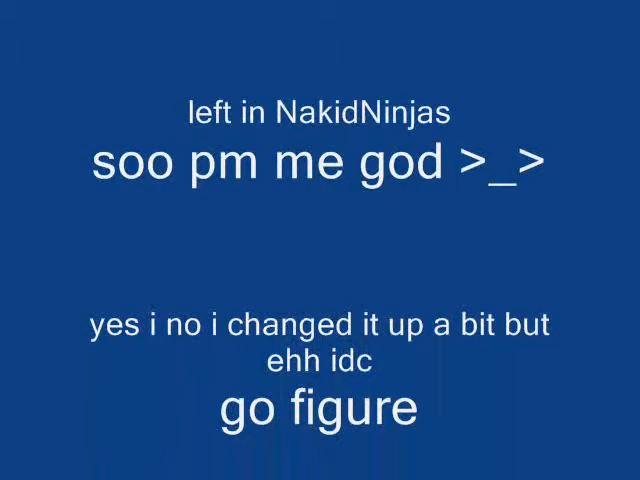 left in NakidNinjas
soo pm me god >_>
yes i no i changed it up a bit but
ehh idc
go figure